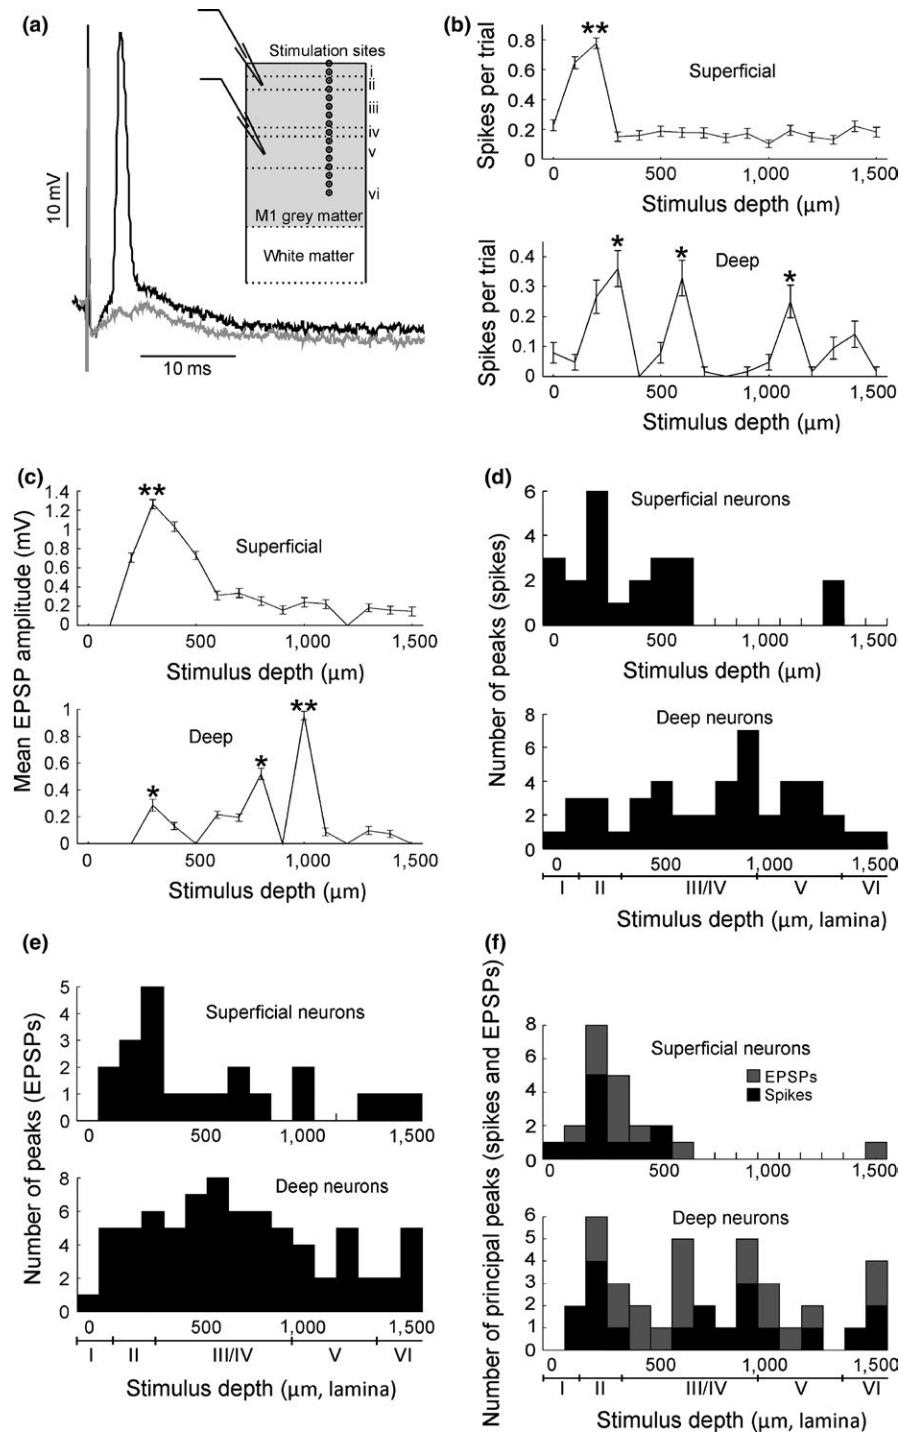 (a)
Stimulation sites
i
ii
iii
iv
v
vi
M1 grey matter
White matter
10 mV
10 ms
(b)
Spikes per trial
0.8
0.6
0.4
0.2
0
**
Superficial
0 500 1,000 1,500
Stimulus depth (μm)
Spikes per trial
0.4
0.3
0.2
0.1
0
* * *
Deep
0 500 1,000 1,500
Stimulus depth (μm)
(c)
Mean EPSP amplitude (mV)
1.4
1.2
1
0.8
0.6
0.4
0.2
0
**
Superficial
0 500 1,000 1,500
Stimulus depth (μm)
1
0.8
0.6
0.4
0.2
0
* * **
Deep
0 500 1,000 1,500
Stimulus depth (μm)
(d)
Number of peaks (spikes)
6
4
2
0
Superficial neurons
0 500 1,000 1,500
Stimulus depth (μm)
8
6
4
2
0
Deep neurons
0 500 1,000 1,500
I II III/IV V VI
Stimulus depth (μm, lamina)
(e)
Number of peaks (EPSPs)
5
4
3
2
1
0
Superficial neurons
0 500 1,000 1,500
8
6
4
2
0
Deep neurons
0 500 1,000 1,500
I II III/IV V VI
Stimulus depth (μm, lamina)
(f)
Number of principal peaks (spikes and EPSPs)
8
6
4
2
0
Superficial neurons
EPSPs
Spikes
0 500 1,000 1,500
6
5
4
3
2
1
0
Deep neurons
0 500 1,000 1,500
I II III/IV V VI
Stimulus depth (μm, lamina)